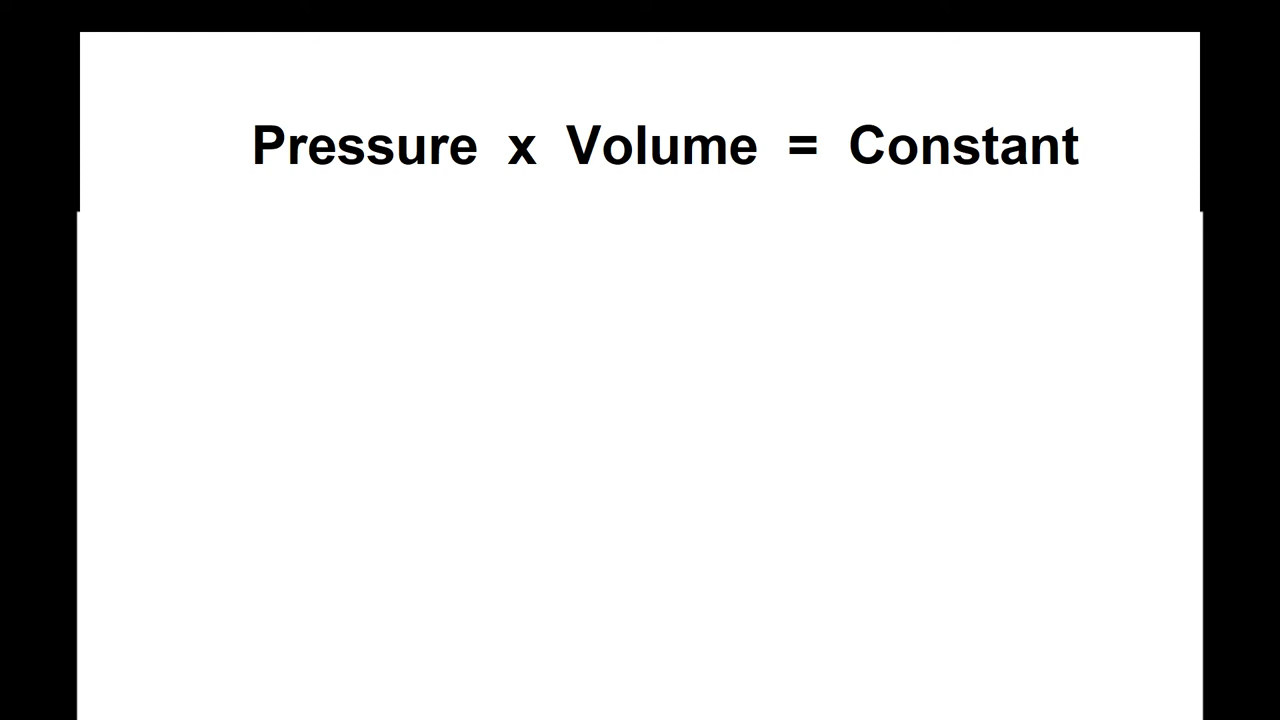 Pressure x Volume = Constant